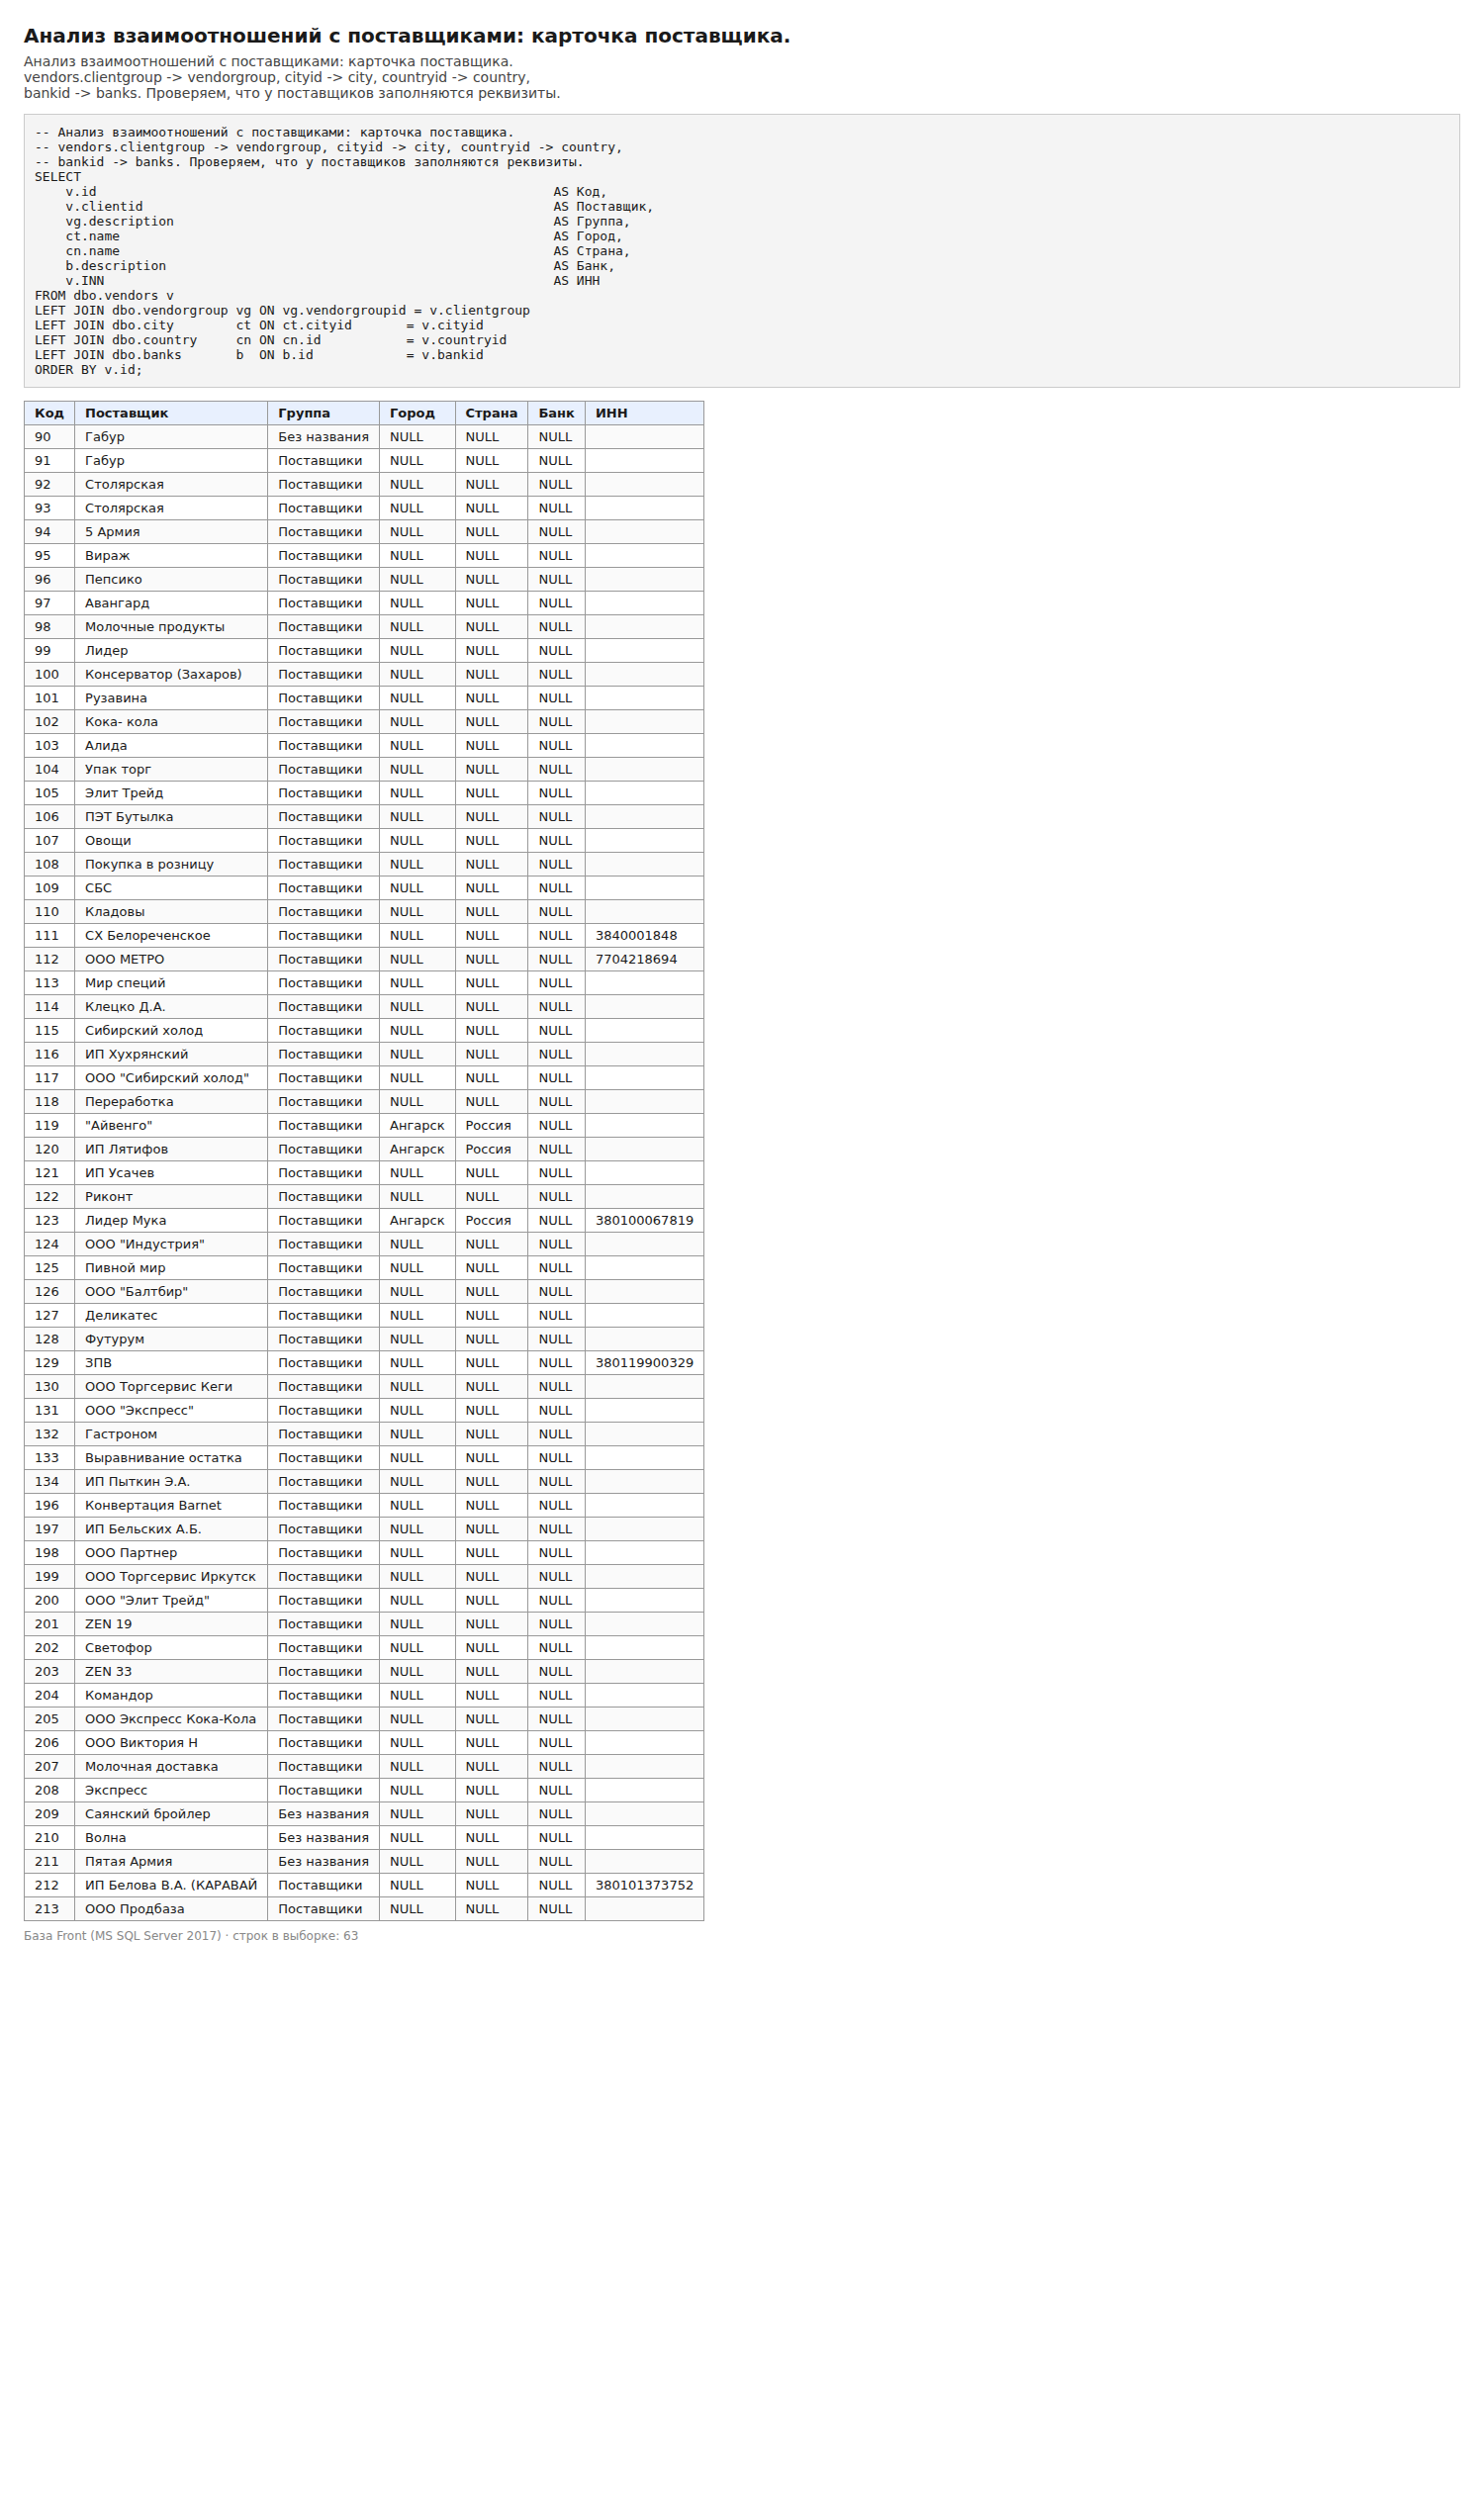 Анализ взаимоотношений с поставщиками: карточка поставщика.
Анализ взаимоотношений с поставщиками: карточка поставщика.
vendors.clientgroup -> vendorgroup, cityid -> city, countryid -> country,
bankid -> banks. Проверяем, что у поставщиков заполняются реквизиты.
-- Анализ взаимоотношений с поставщиками: карточка поставщика.
-- vendors.clientgroup -> vendorgroup, cityid -> city, countryid -> country,
-- bankid -> banks. Проверяем, что у поставщиков заполняются реквизиты.
SELECT
    v.id                                                           AS Код,
    v.clientid                                                     AS Поставщик,
    vg.description                                                 AS Группа,
    ct.name                                                        AS Город,
    cn.name                                                        AS Страна,
    b.description                                                  AS Банк,
    v.INN                                                          AS ИНН
FROM dbo.vendors v
LEFT JOIN dbo.vendorgroup vg ON vg.vendorgroupid = v.clientgroup
LEFT JOIN dbo.city        ct ON ct.cityid       = v.cityid
LEFT JOIN dbo.country     cn ON cn.id           = v.countryid
LEFT JOIN dbo.banks       b  ON b.id            = v.bankid
ORDER BY v.id;
Код Поставщик Группа Город Страна Банк ИНН
90 Габур Без названия NULL NULL NULL
91 Габур Поставщики NULL NULL NULL
92 Столярская Поставщики NULL NULL NULL
93 Столярская Поставщики NULL NULL NULL
94 5 Армия Поставщики NULL NULL NULL
95 Вираж Поставщики NULL NULL NULL
96 Пепсико Поставщики NULL NULL NULL
97 Авангард Поставщики NULL NULL NULL
98 Молочные продукты Поставщики NULL NULL NULL
99 Лидер Поставщики NULL NULL NULL
100 Консерватор (Захаров) Поставщики NULL NULL NULL
101 Рузавина Поставщики NULL NULL NULL
102 Кока- кола Поставщики NULL NULL NULL
103 Алида Поставщики NULL NULL NULL
104 Упак торг Поставщики NULL NULL NULL
105 Элит Трейд Поставщики NULL NULL NULL
106 ПЭТ Бутылка Поставщики NULL NULL NULL
107 Овощи Поставщики NULL NULL NULL
108 Покупка в розницу Поставщики NULL NULL NULL
109 СБС Поставщики NULL NULL NULL
110 Кладовы Поставщики NULL NULL NULL
111 СХ Белореченское Поставщики NULL NULL NULL 3840001848
112 ООО МЕТРО Поставщики NULL NULL NULL 7704218694
113 Мир специй Поставщики NULL NULL NULL
114 Клецко Д.А. Поставщики NULL NULL NULL
115 Сибирский холод Поставщики NULL NULL NULL
116 ИП Хухрянский Поставщики NULL NULL NULL
117 ООО "Сибирский холод" Поставщики NULL NULL NULL
118 Переработка Поставщики NULL NULL NULL
119 "Айвенго" Поставщики Ангарск Россия NULL
120 ИП Лятифов Поставщики Ангарск Россия NULL
121 ИП Усачев Поставщики NULL NULL NULL
122 Риконт Поставщики NULL NULL NULL
123 Лидер Мука Поставщики Ангарск Россия NULL 380100067819
124 ООО "Индустрия" Поставщики NULL NULL NULL
125 Пивной мир Поставщики NULL NULL NULL
126 ООО "Балтбир" Поставщики NULL NULL NULL
127 Деликатес Поставщики NULL NULL NULL
128 Футурум Поставщики NULL NULL NULL
129 ЗПВ Поставщики NULL NULL NULL 380119900329
130 ООО Торгсервис Кеги Поставщики NULL NULL NULL
131 ООО "Экспресс" Поставщики NULL NULL NULL
132 Гастроном Поставщики NULL NULL NULL
133 Выравнивание остатка Поставщики NULL NULL NULL
134 ИП Пыткин Э.А. Поставщики NULL NULL NULL
196 Конвертация Barnet Поставщики NULL NULL NULL
197 ИП Бельских А.Б. Поставщики NULL NULL NULL
198 ООО Партнер Поставщики NULL NULL NULL
199 ООО Торгсервис Иркутск Поставщики NULL NULL NULL
200 ООО "Элит Трейд" Поставщики NULL NULL NULL
201 ZEN 19 Поставщики NULL NULL NULL
202 Светофор Поставщики NULL NULL NULL
203 ZEN 33 Поставщики NULL NULL NULL
204 Командор Поставщики NULL NULL NULL
205 ООО Экспресс Кока-Кола Поставщики NULL NULL NULL
206 ООО Виктория Н Поставщики NULL NULL NULL
207 Молочная доставка Поставщики NULL NULL NULL
208 Экспресс Поставщики NULL NULL NULL
209 Саянский бройлер Без названия NULL NULL NULL
210 Волна Без названия NULL NULL NULL
211 Пятая Армия Без названия NULL NULL NULL
212 ИП Белова В.А. (КАРАВАЙ Поставщики NULL NULL NULL 380101373752
213 ООО Продбаза Поставщики NULL NULL NULL
База Front (MS SQL Server 2017) · строк в выборке: 63